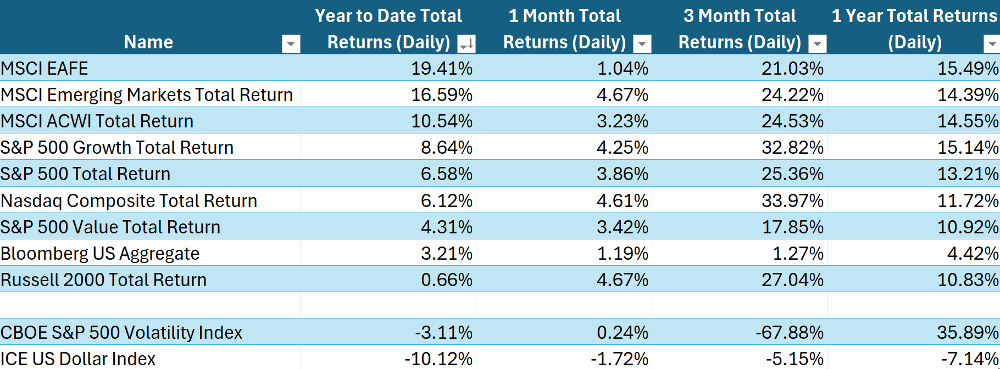 Name Year to Date Total Returns (Daily) 1 Month Total Returns (Daily) 3 Month Total Returns (Daily) 1 Year Total Returns (Daily)
MSCI EAFE 19.41% 1.04% 21.03% 15.49%
MSCI Emerging Markets Total Return 16.59% 4.67% 24.22% 14.39%
MSCI ACWI Total Return 10.54% 3.23% 24.53% 14.55%
S&P 500 Growth Total Return 8.64% 4.25% 32.82% 15.14%
S&P 500 Total Return 6.58% 3.86% 25.36% 13.21%
Nasdaq Composite Total Return 6.12% 4.61% 33.97% 11.72%
S&P 500 Value Total Return 4.31% 3.42% 17.85% 10.92%
Bloomberg US Aggregate 3.21% 1.19% 1.27% 4.42%
Russell 2000 Total Return 0.66% 4.67% 27.04% 10.83%
CBOE S&P 500 Volatility Index -3.11% 0.24% -67.88% 35.89%
ICE US Dollar Index -10.12% -1.72% -5.15% -7.14%